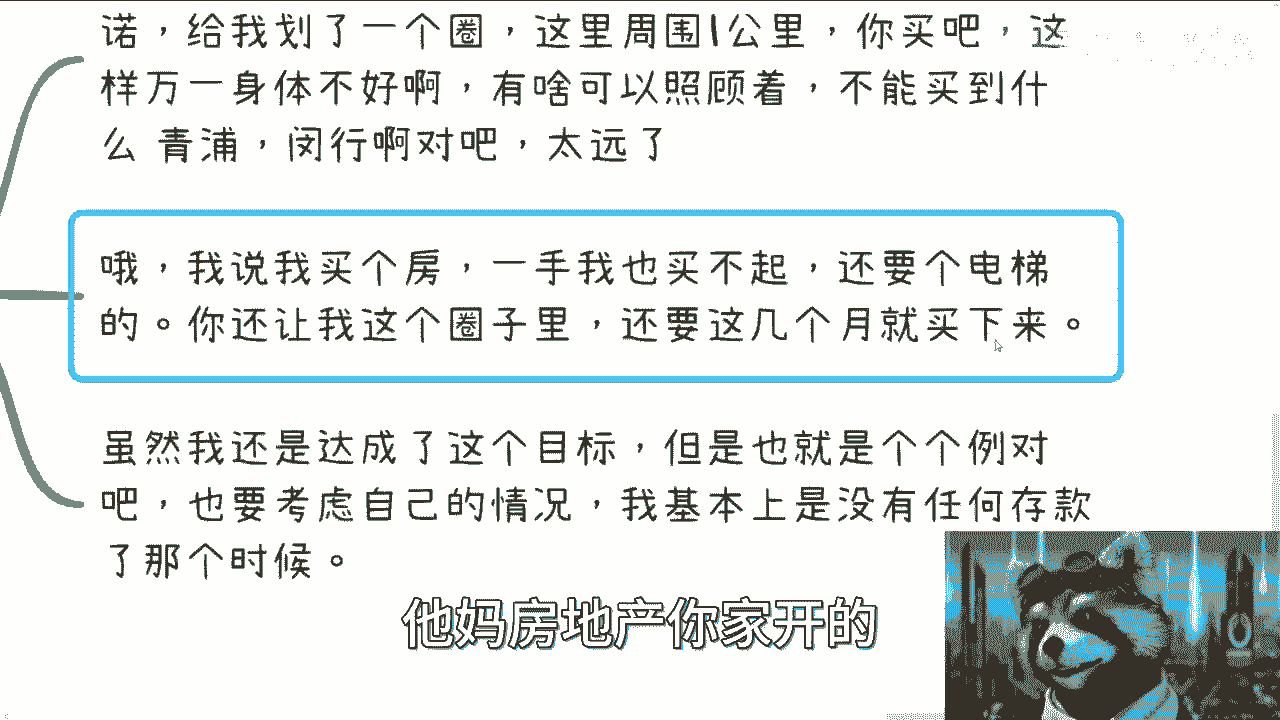 诺，给我划了一个圈，这里周围1公里，你买吧，这
样万一身体不好啊，有啥可以照顾着，不能买到什
么 青浦，闵行啊对吧，太远了
哦，我说我买个房，一手我也买不起，还要个电梯
的。你还让我这个圈子里，还要这几个月就买下来。
虽然我还是达成了这个目标，但是也就是个个例对
吧，也要考虑自己的情况，我基本上是没有任何存款
了那个时候。
他妈房地产你家开的